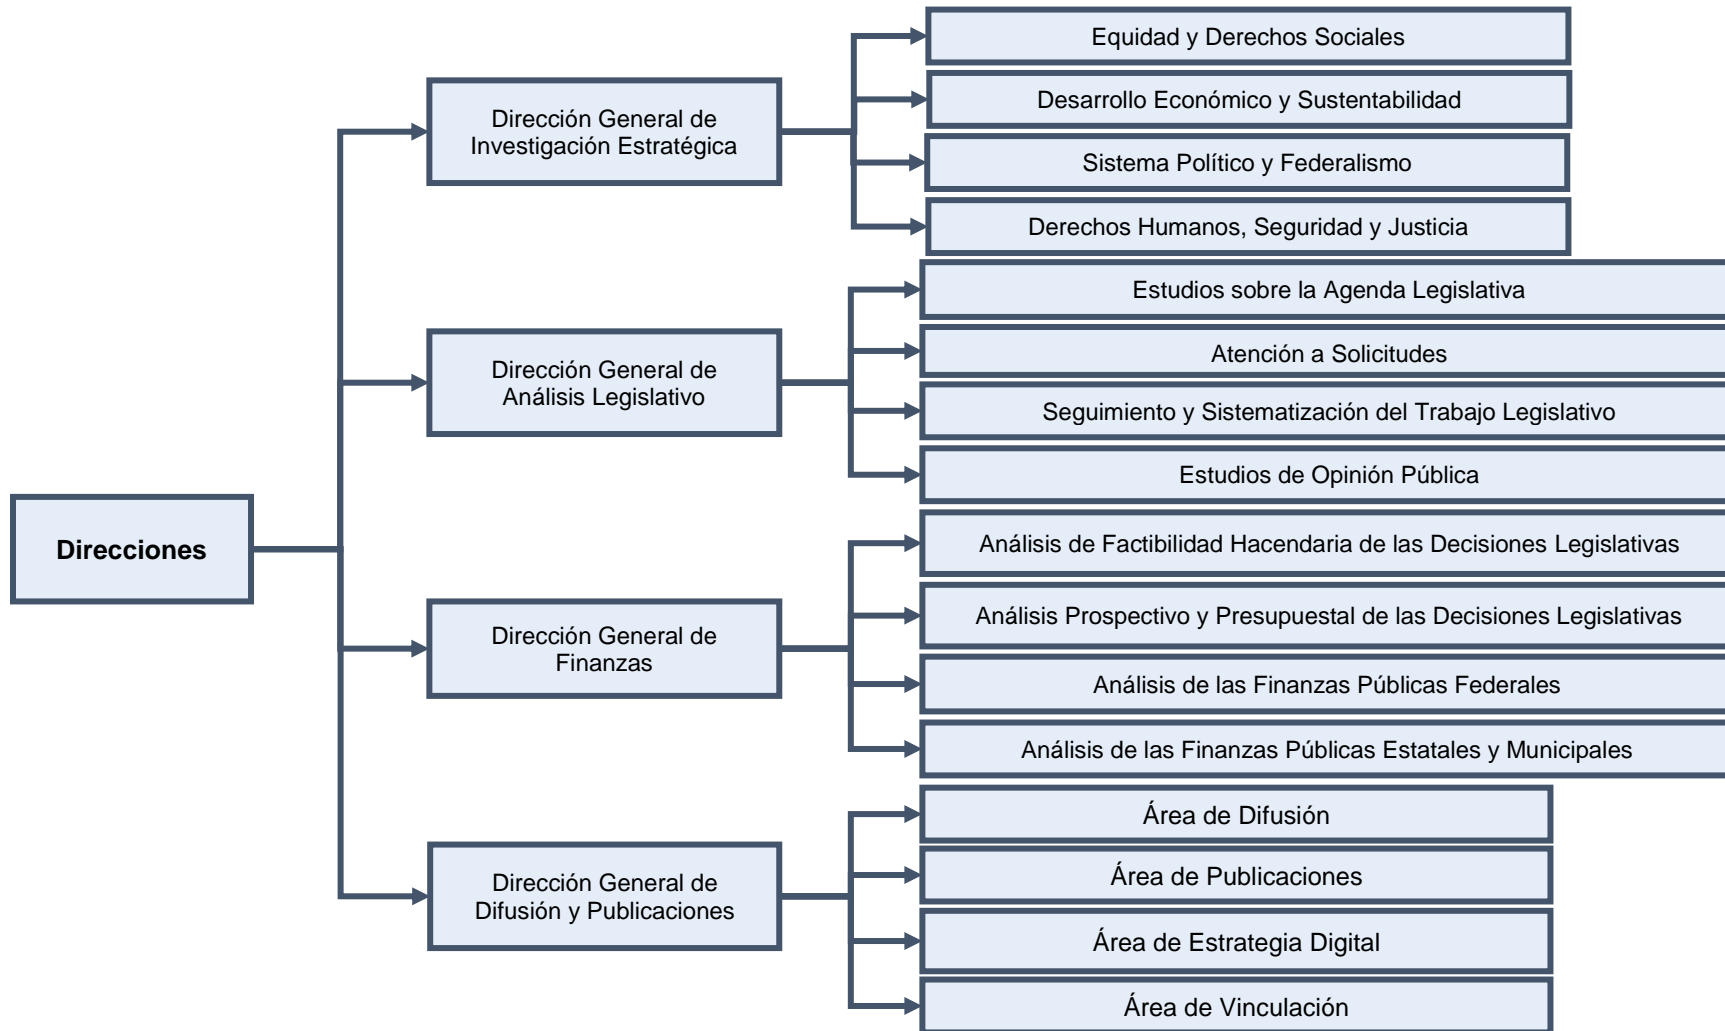 Direcciones
Dirección General de
Investigación Estratégica
Equidad y Derechos Sociales
Desarrollo Económico y Sustentabilidad
Sistema Político y Federalismo
Derechos Humanos, Seguridad y Justicia
Dirección General de
Análisis Legislativo
Estudios sobre la Agenda Legislativa
Atención a Solicitudes
Seguimiento y Sistematización del Trabajo Legislativo
Estudios de Opinión Pública
Dirección General de
Finanzas
Análisis de Factibilidad Hacendaria de las Decisiones Legislativas
Análisis Prospectivo y Presupuestal de las Decisiones Legislativas
Análisis de las Finanzas Públicas Federales
Análisis de las Finanzas Públicas Estatales y Municipales
Dirección General de
Difusión y Publicaciones
Área de Difusión
Área de Publicaciones
Área de Estrategia Digital
Área de Vinculación